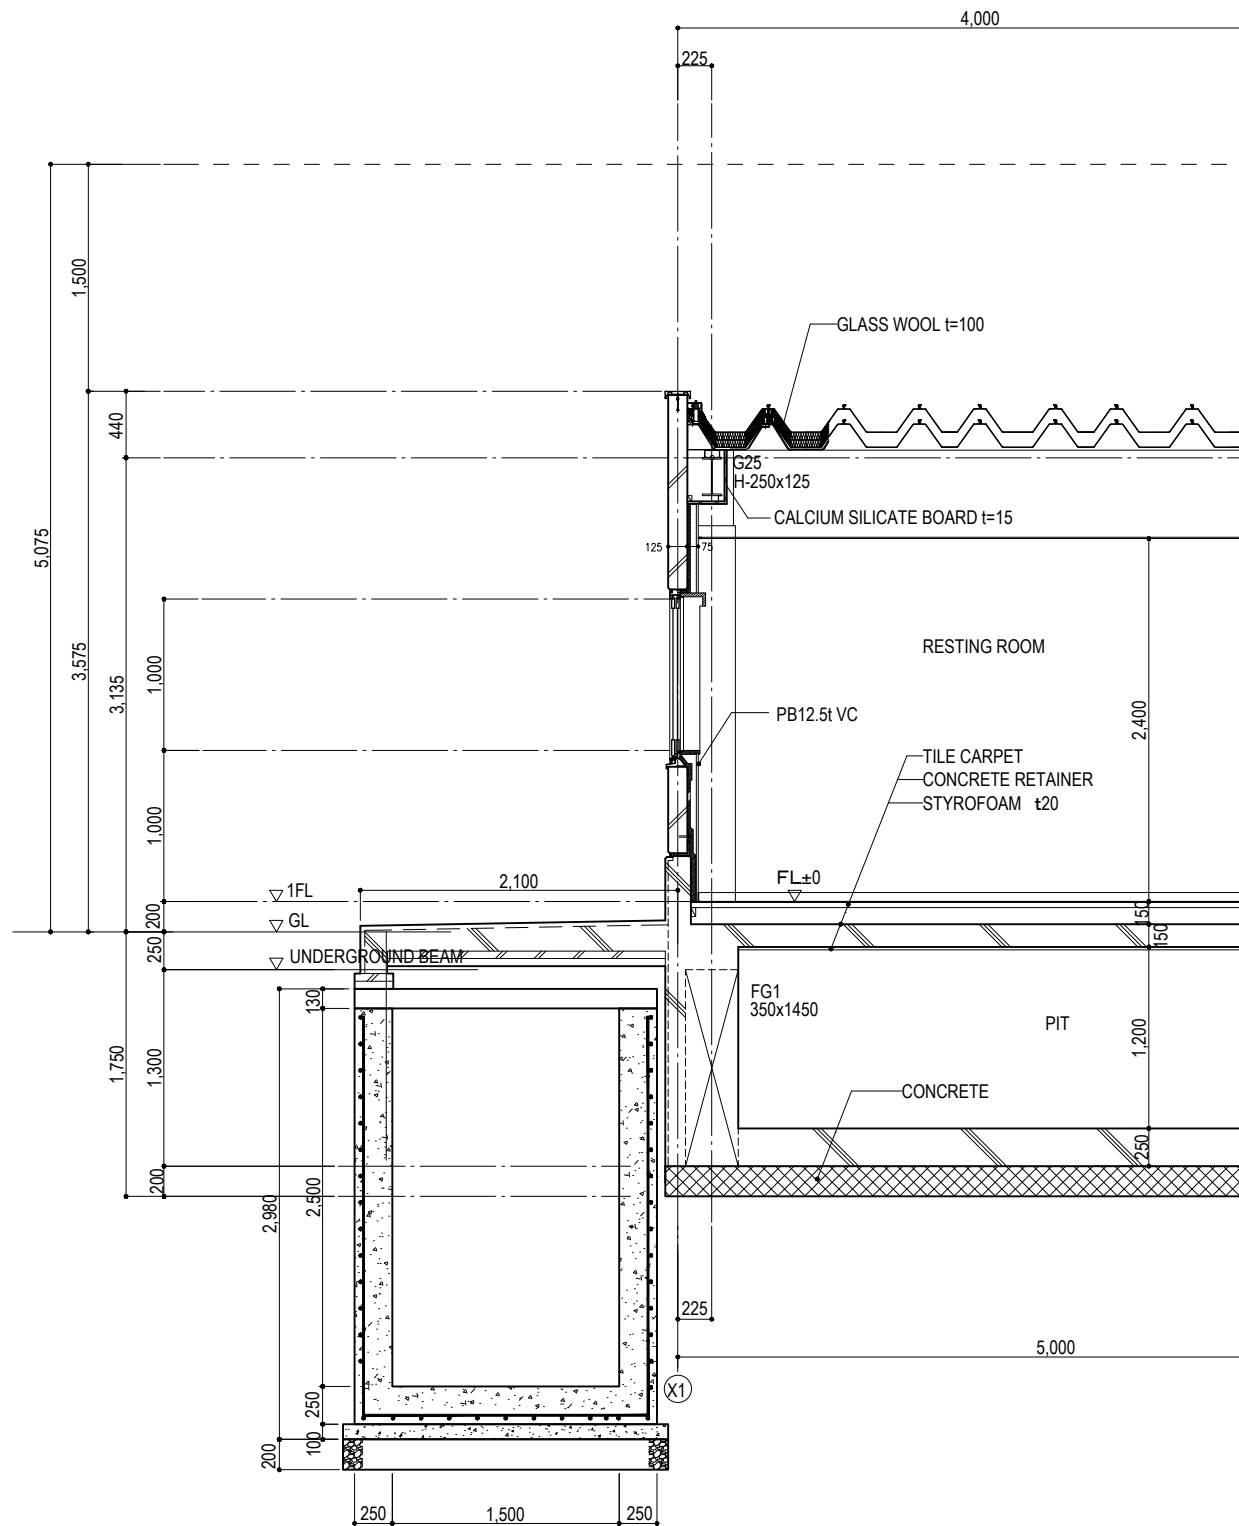 4,000
225
1,500
GLASS WOOL t=100
440
G25
H-250x125
CALCIUM SILICATE BOARD t=15
5,075
125
75
3,575
3,135
1,000
RESTING ROOM
PB12.5t VC
2,400
TILE CARPET
CONCRETE RETAINER
STYROFOAM t20
1,000
2,100
FL±0
1FL
200
GL
150
150
250
UNDERGROUND BEAM
FG1
350x1450
130
PIT
1,200
1,750
1,300
CONCRETE
250
200
2,980
2,500
225
5,000
X1
250
100
200
250
1,500
250